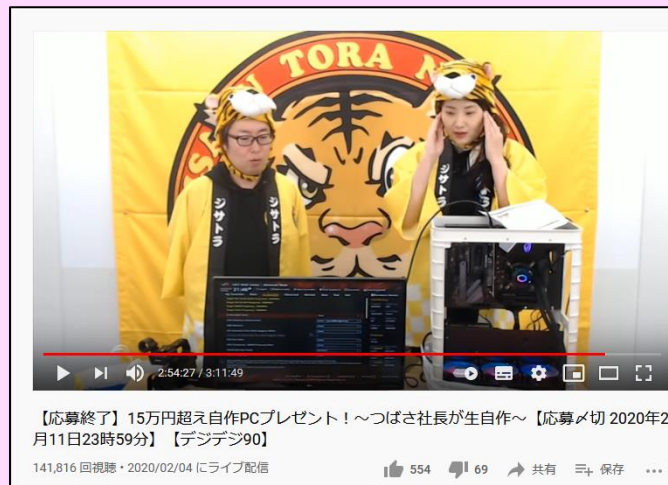 SAN TORA M
ジサトラ
ジサトラ
2:54:27 / 3:11:49
【応募終了】15万円超え自作PCプレゼント！～つばさ社長が生自作～【応募〆切 2020年2
月11日23時59分】【デジデジ90】
141,816 回視聴・2020/02/04 にライブ配信
554
69
共有
保存